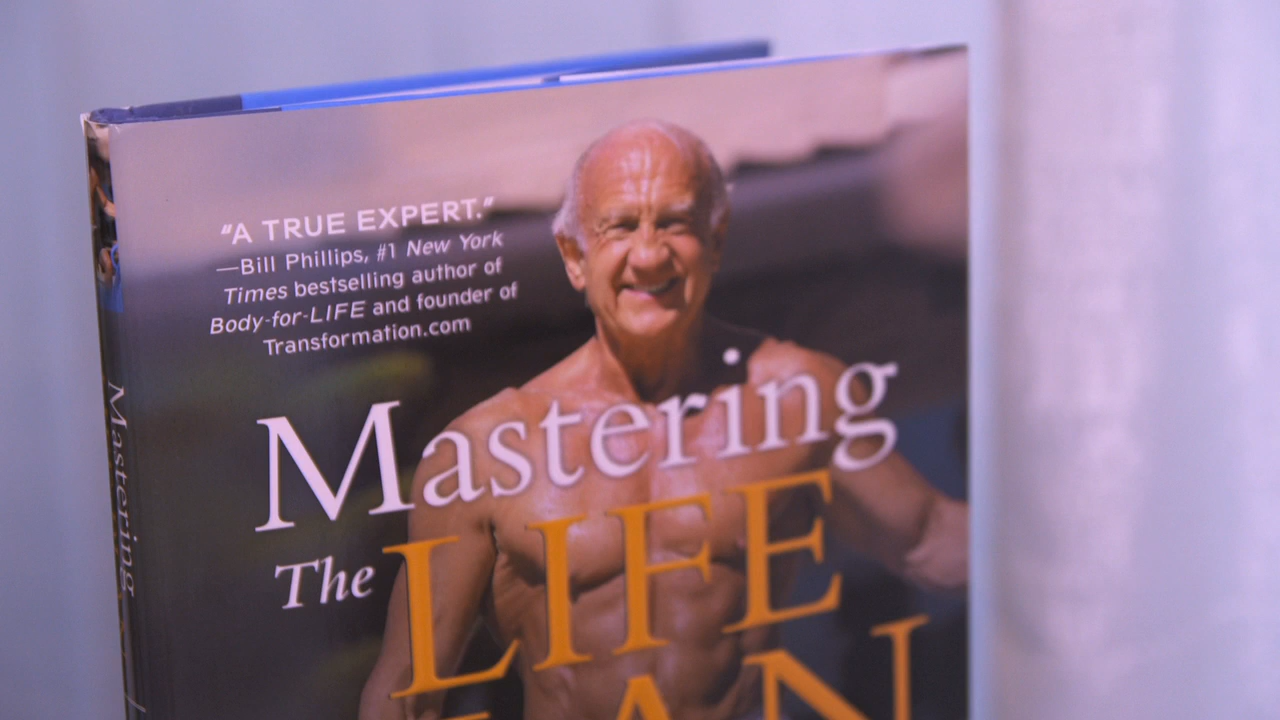 "A TRUE EXPERT."
—Bill Phillips, #1 New York
Times bestselling author of
Body-for-LIFE and founder of
Transformation.com
Mastering
The LIFE
Mastering